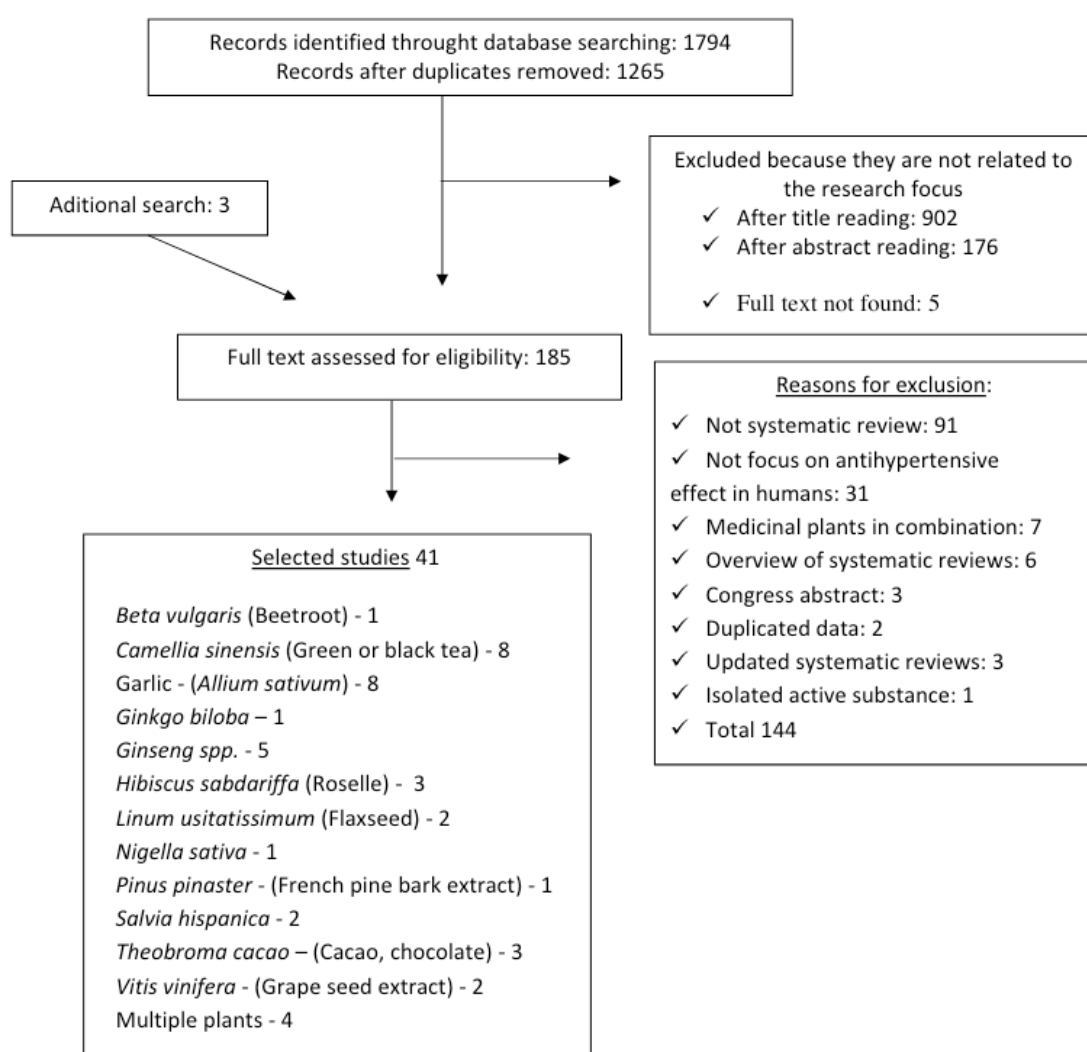 Records identified throught database searching: 1794
Records after duplicates removed: 1265
Excluded because they are not related to
the research focus
✓ After title reading: 902
✓ After abstract reading: 176
✓ Full text not found: 5
Aditional search: 3
Full text assessed for eligibility: 185
Reasons for exclusion:
✓ Not systematic review: 91
✓ Not focus on antihypertensive
effect in humans: 31
✓ Medicinal plants in combination: 7
✓ Overview of systematic reviews: 6
✓ Congress abstract: 3
✓ Duplicated data: 2
✓ Updated systematic reviews: 3
✓ Isolated active substance: 1
✓ Total 144
Selected studies 41
Beta vulgaris (Beetroot) - 1
Camellia sinensis (Green or black tea) - 8
Garlic - (Allium sativum) - 8
Ginkgo biloba – 1
Ginseng spp. - 5
Hibiscus sabdariffa (Roselle) - 3
Linum usitatissimum (Flaxseed) - 2
Nigella sativa - 1
Pinus pinaster - (French pine bark extract) - 1
Salvia hispanica - 2
Theobroma cacao – (Cacao, chocolate) - 3
Vitis vinifera - (Grape seed extract) - 2
Multiple plants - 4